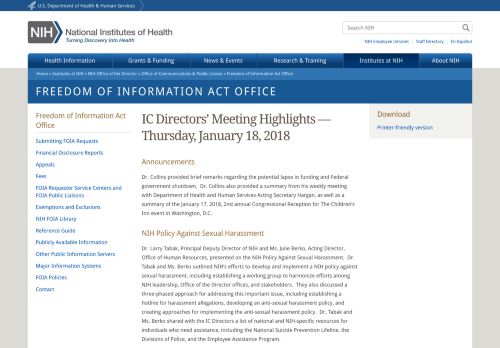 U.S. Department of Health & Human Services
NIH
National Institutes of Health
Turning Discovery Into Health
Search NIH
NIH Employee Intranet | Staff Directory | En Español
Health Information
Grants & Funding
News & Events
Research & Training
Institutes at NIH
About NIH
Home » Institutes at NIH » NIH Office of the Director » Office of Communications & Public Liaison » Freedom of Information Act Office
FREEDOM OF INFORMATION ACT OFFICE
Freedom of Information Act
Office
Submitting FOIA Requests
Financial Disclosure Reports
Appeals
Fees
FOIA Requester Service Centers and
FOIA Public Liaisons
Exemptions and Exclusions
NIH FOIA Library
Reference Guide
Publicly Available Information
Other Public Information Servers
Major Information Systems
FOIA Policies
Contact
IC Directors' Meeting Highlights —
Thursday, January 18, 2018
Announcements
Dr. Collins provided brief remarks regarding the potential lapse in funding and Federal
government shutdown. Dr. Collins also provided a summary from his weekly meeting
with Department of Health and Human Services Acting Secretary Hargan, as well as a
summary of the January 17, 2018, 2nd annual Congressional Reception for The Children's
Inn event in Washington, D.C.
NIH Policy Against Sexual Harassment
Dr. Larry Tabak, Principal Deputy Director of NIH and Ms. Julie Berko, Acting Director,
Office of Human Resources, presented on the NIH Policy Against Sexual Harassment. Dr.
Tabak and Ms. Berko outlined NIH's efforts to develop and implement a NIH policy against
sexual harassment, including establishing a working group to harmonize efforts among
NIH leadership, Office of the Director offices, and stakeholders. They also discussed a
three-phased approach for addressing this important issue, including establishing a
hotline for harassment allegations, developing an anti-sexual harassment policy, and
creating approaches for implementing the anti-sexual harassment policy. Dr. Tabak and
Ms. Berko shared with the IC Directors a list of national and NIH-specific resources for
individuals who need assistance, including the National Suicide Prevention Lifeline, the
Divisions of Police, and the Employee Assistance Program.
Download
Printer-friendly version